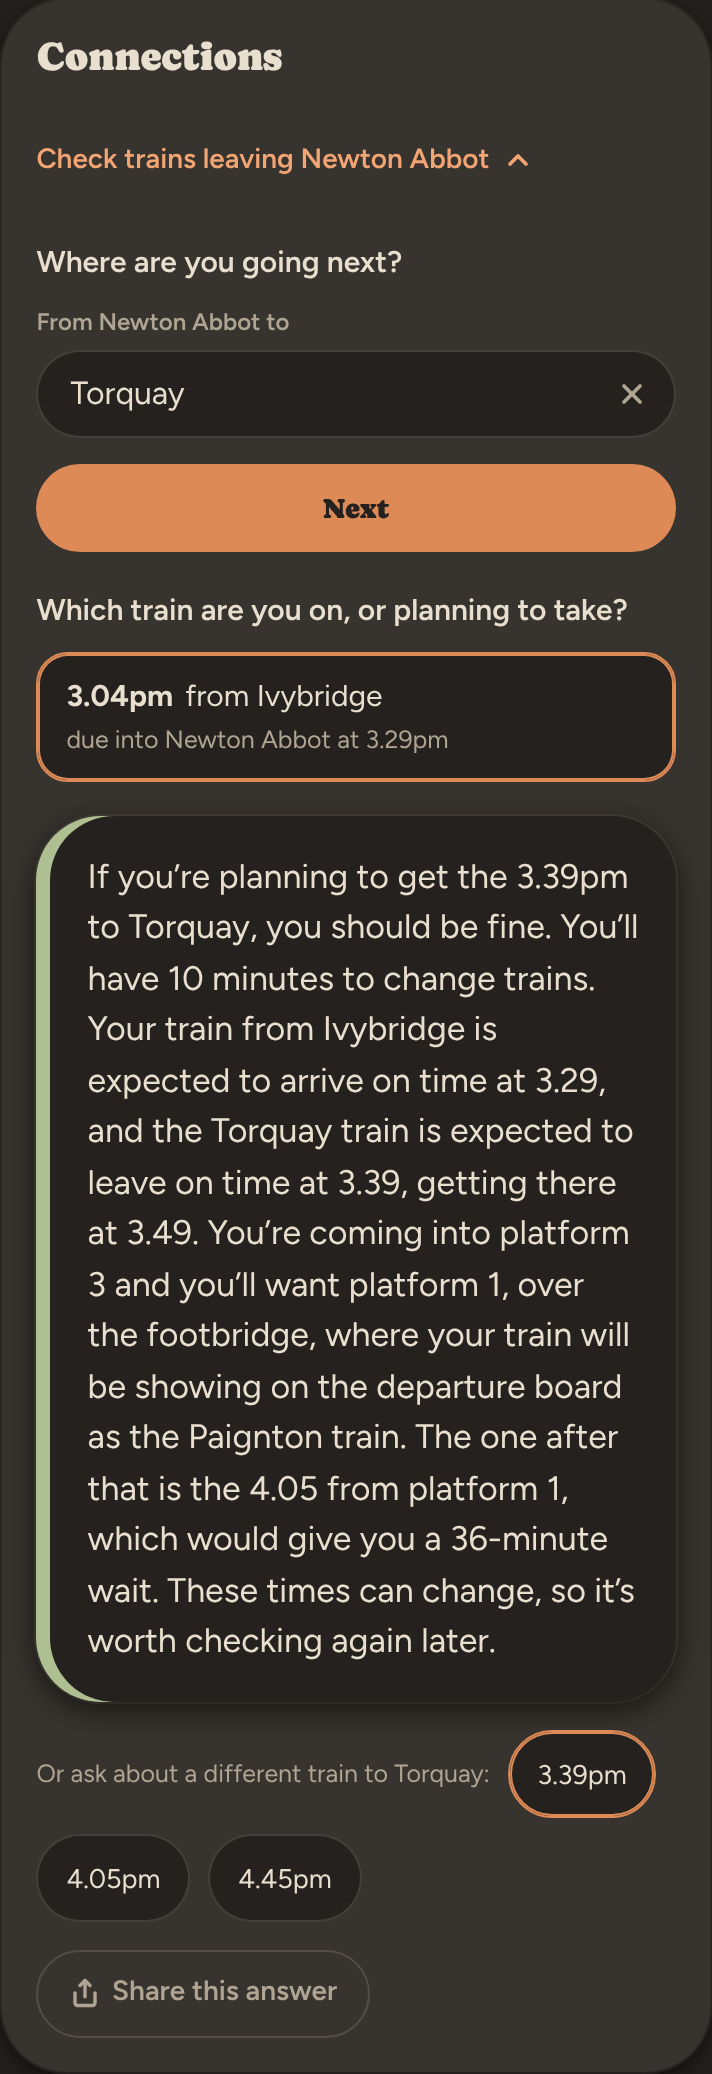 Connections
Check trains leaving Newton Abbot
Where are you going next?
From Newton Abbot to
Torquay
Next
Which train are you on, or planning to take?
3.04pm from Ivybridge
due into Newton Abbot at 3.29pm
If you’re planning to get the 3.39pm
to Torquay, you should be fine. You’ll
have 10 minutes to change trains.
Your train from Ivybridge is
expected to arrive on time at 3.29,
and the Torquay train is expected to
leave on time at 3.39, getting there
at 3.49. You’re coming into platform
3 and you’ll want platform 1, over
the footbridge, where your train will
be showing on the departure board
as the Paignton train. The one after
that is the 4.05 from platform 1,
which would give you a 36-minute
wait. These times can change, so it’s
worth checking again later.
Or ask about a different train to Torquay: 3.39pm
4.05pm 4.45pm
Share this answer